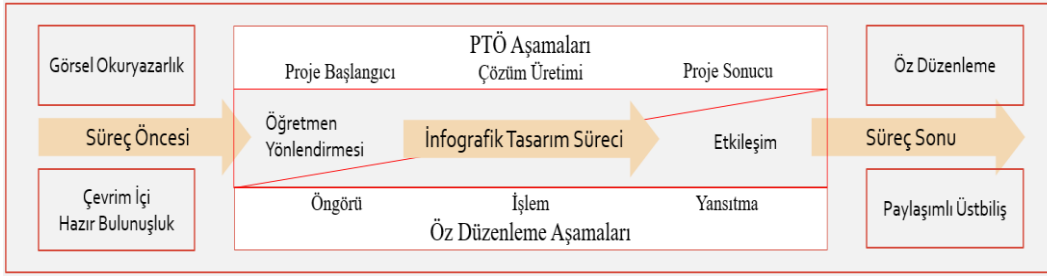 PTÖ Aşamaları
Proje Başlangıcı
Çözüm Üretimi
Proje Sonucu
Görsel Okuryazarlık
Süreç Öncesi
Çevrim İçi
Hazır Bulunuşluk
Öğretmen
Yönlendirmesi
İnfografik Tasarım Süreci
Etkileşim
Öngörü
İşlem
Yansıtma
Öz Düzenleme Aşamaları
Öz Düzenleme
Süreç Sonu
Paylaşımlı Üstbiliş